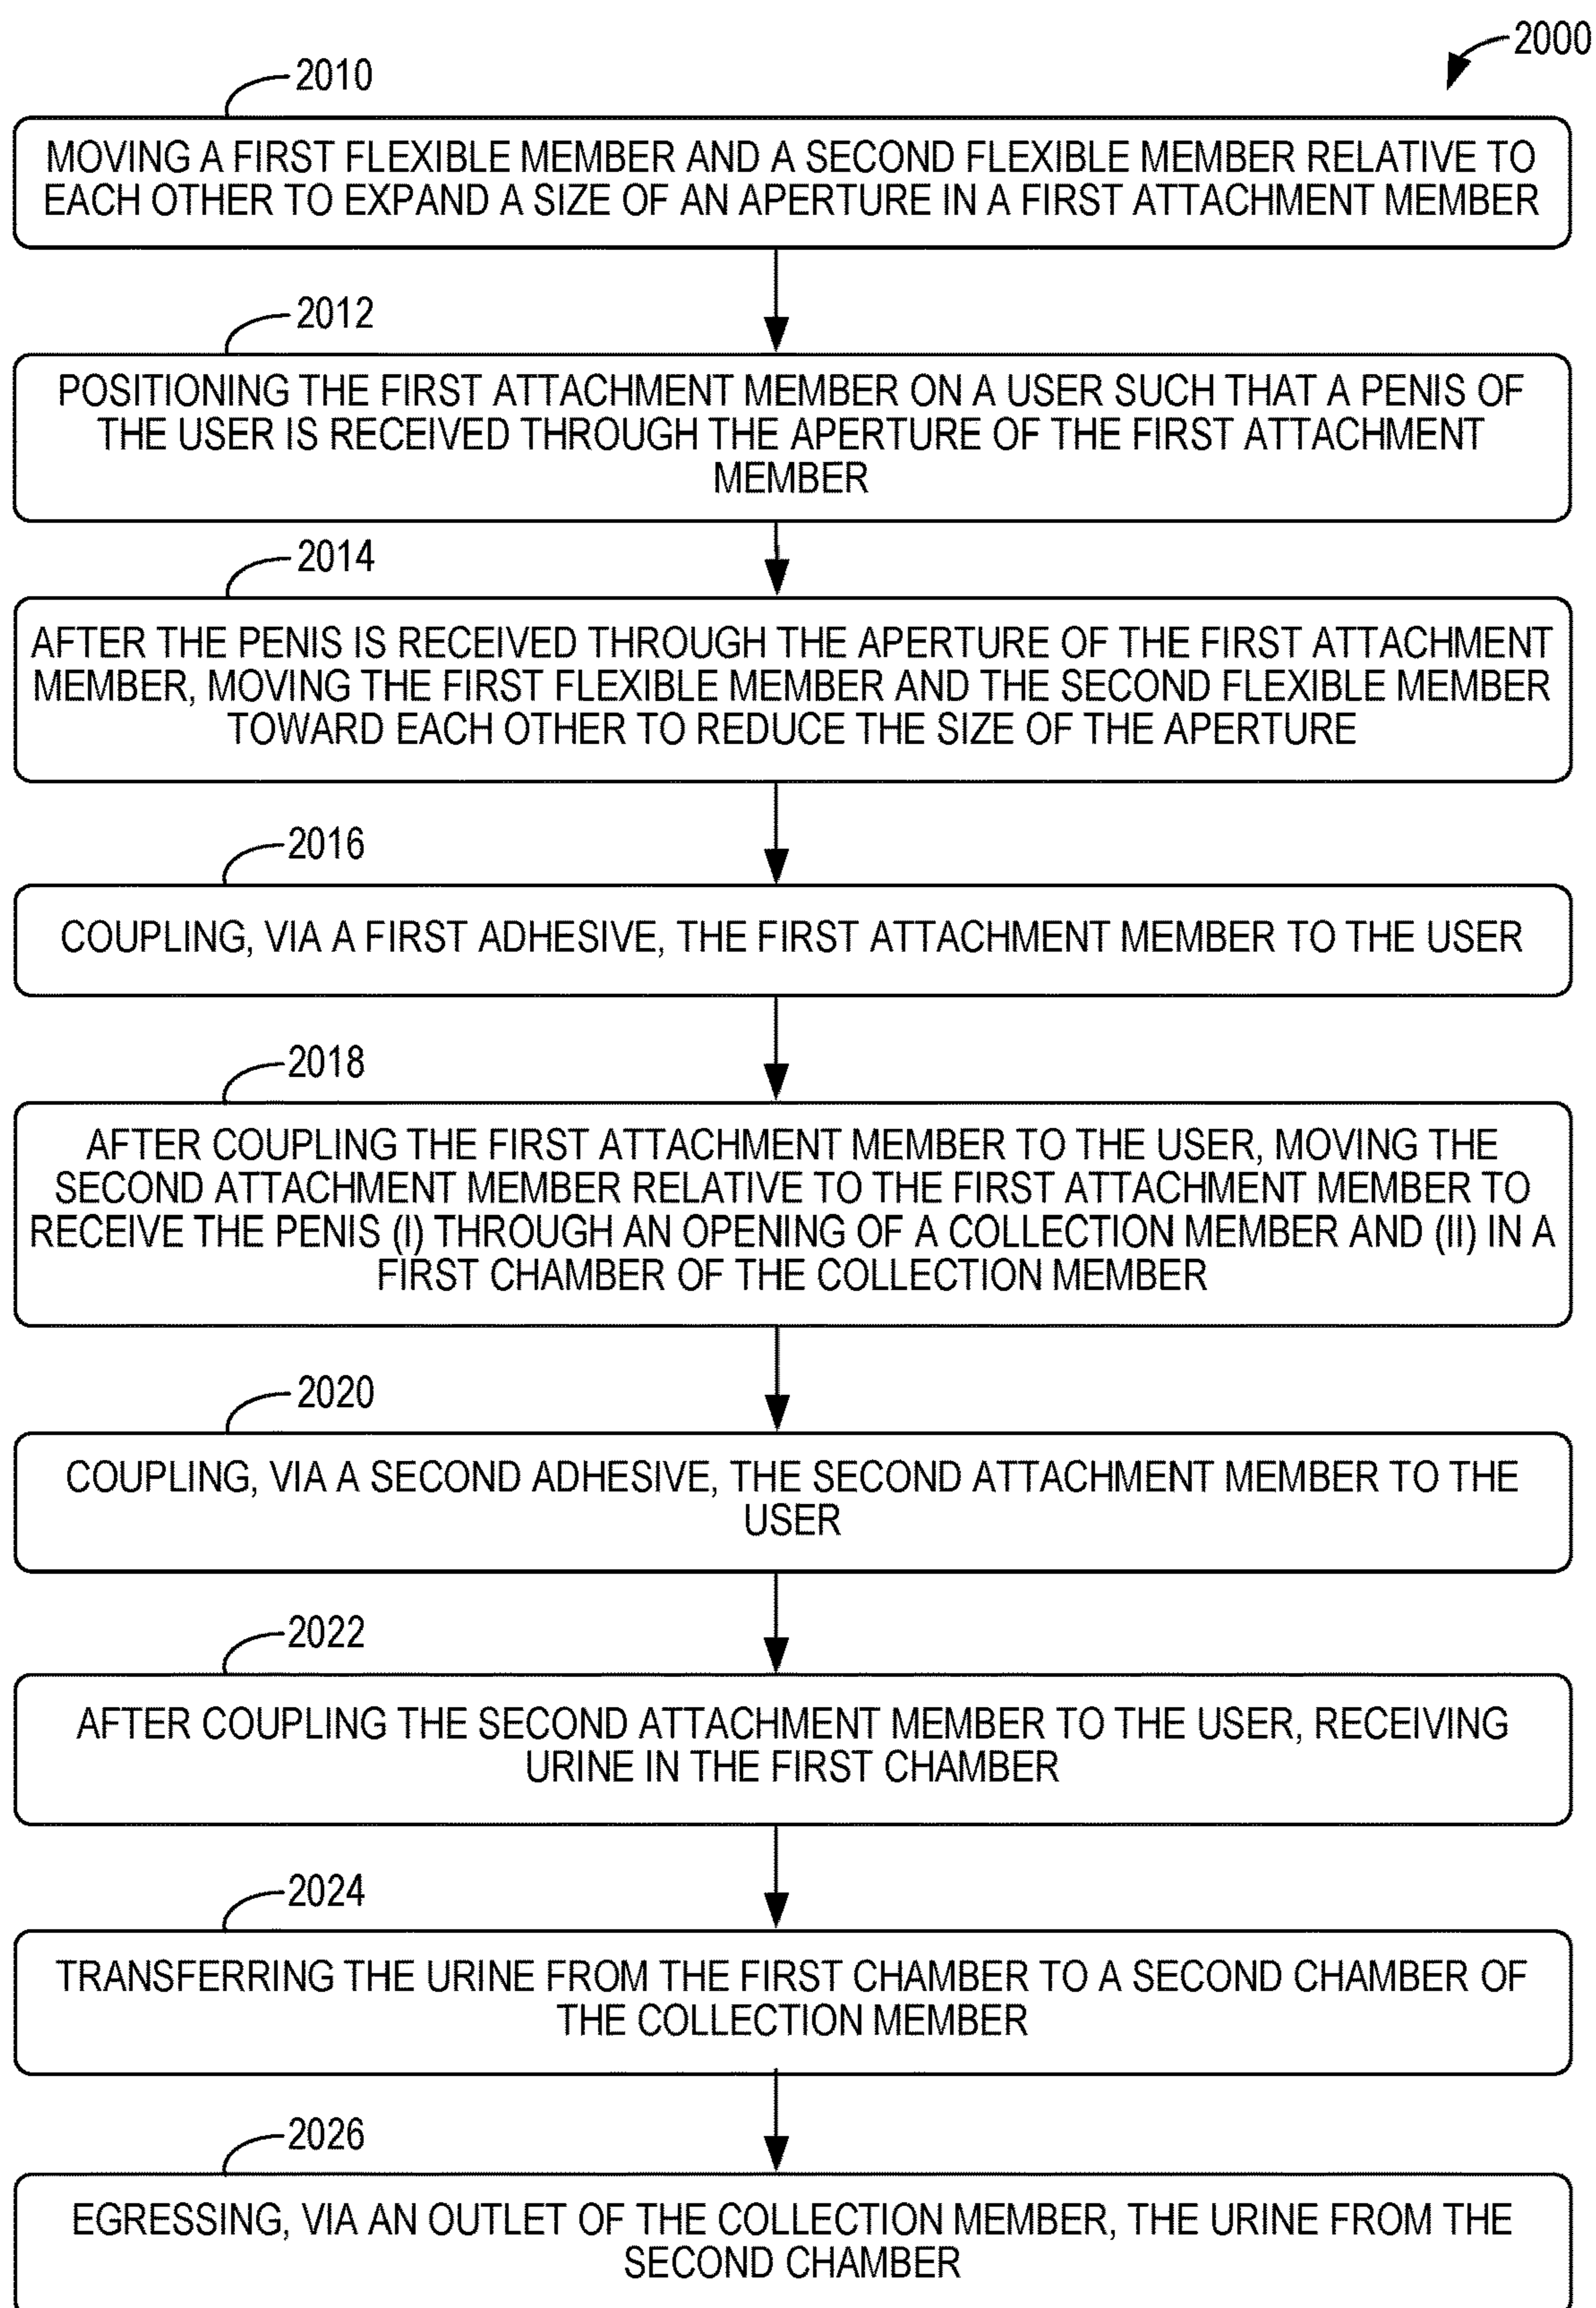 2000
2010
MOVING A FIRST FLEXIBLE MEMBER AND A SECOND FLEXIBLE MEMBER RELATIVE TO
EACH OTHER TO EXPAND A SIZE OF AN APERTURE IN A FIRST ATTACHMENT MEMBER
2012
POSITIONING THE FIRST ATTACHMENT MEMBER ON A USER SUCH THAT A PENIS OF
THE USER IS RECEIVED THROUGH THE APERTURE OF THE FIRST ATTACHMENT
MEMBER
2014
AFTER THE PENIS IS RECEIVED THROUGH THE APERTURE OF THE FIRST ATTACHMENT
MEMBER, MOVING THE FIRST FLEXIBLE MEMBER AND THE SECOND FLEXIBLE MEMBER
TOWARD EACH OTHER TO REDUCE THE SIZE OF THE APERTURE
2016
COUPLING, VIA A FIRST ADHESIVE, THE FIRST ATTACHMENT MEMBER TO THE USER
2018
AFTER COUPLING THE FIRST ATTACHMENT MEMBER TO THE USER, MOVING THE
SECOND ATTACHMENT MEMBER RELATIVE TO THE FIRST ATTACHMENT MEMBER TO
RECEIVE THE PENIS (I) THROUGH AN OPENING OF A COLLECTION MEMBER AND (II) IN A
FIRST CHAMBER OF THE COLLECTION MEMBER
2020
COUPLING, VIA A SECOND ADHESIVE, THE SECOND ATTACHMENT MEMBER TO THE
USER
2022
AFTER COUPLING THE SECOND ATTACHMENT MEMBER TO THE USER, RECEIVING
URINE IN THE FIRST CHAMBER
2024
TRANSFERRING THE URINE FROM THE FIRST CHAMBER TO A SECOND CHAMBER OF
THE COLLECTION MEMBER
2026
EGRESSING, VIA AN OUTLET OF THE COLLECTION MEMBER, THE URINE FROM THE
SECOND CHAMBER